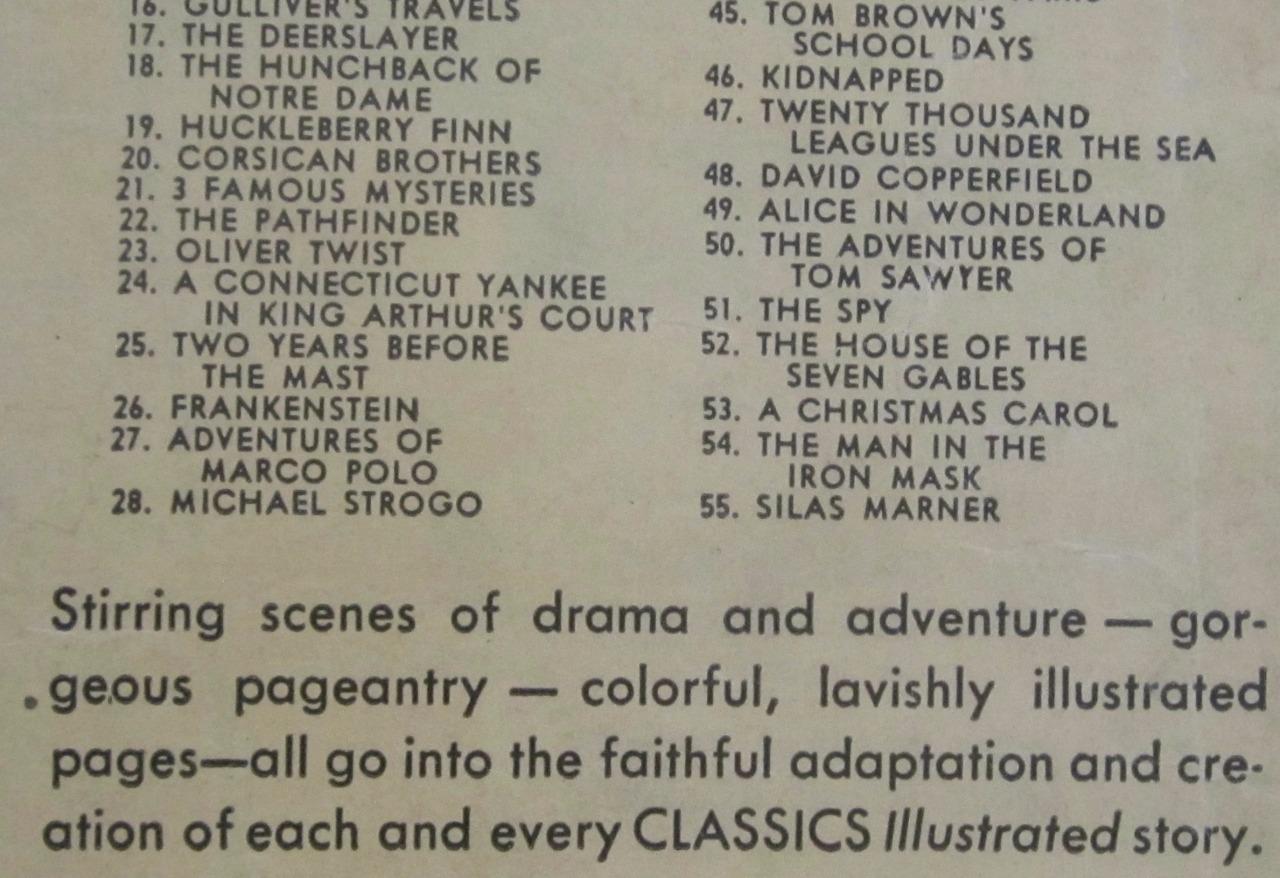 16. GULLIVER'S TRAVELS
17. THE DEERSLAYER
18. THE HUNCHBACK OF
NOTRE DAME
19. HUCKLEBERRY FINN
20. CORSICAN BROTHERS
21. 3 FAMOUS MYSTERIES
22. THE PATHFINDER
23. OLIVER TWIST
24. A CONNECTICUT YANKEE
IN KING ARTHUR'S COURT
25. TWO YEARS BEFORE
THE MAST
26. FRANKENSTEIN
27. ADVENTURES OF
MARCO POLO
28. MICHAEL STROGO
45. TOM BROWN'S
SCHOOL DAYS
46. KIDNAPPED
47. TWENTY THOUSAND
LEAGUES UNDER THE SEA
48. DAVID COPPERFIELD
49. ALICE IN WONDERLAND
50. THE ADVENTURES OF
TOM SAWYER
51. THE SPY
52. THE HOUSE OF THE
SEVEN GABLES
53. A CHRISTMAS CAROL
54. THE MAN IN THE
IRON MASK
55. SILAS MARNER
Stirring scenes of drama and adventure — gor-
geous pageantry — colorful, lavishly illustrated
pages—all go into the faithful adaptation and cre-
ation of each and every CLASSICS Illustrated story.